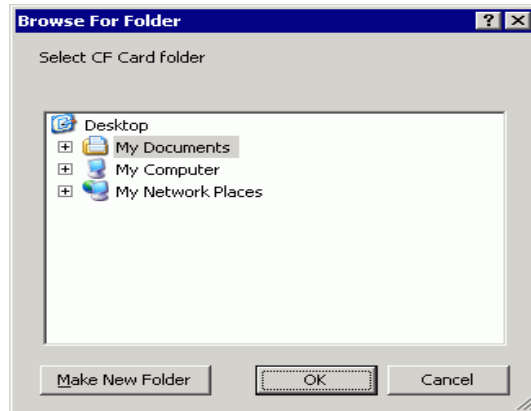 Browse For Folder
Select CF Card folder
Desktop
My Documents
My Computer
My Network Places
Make New Folder OK Cancel